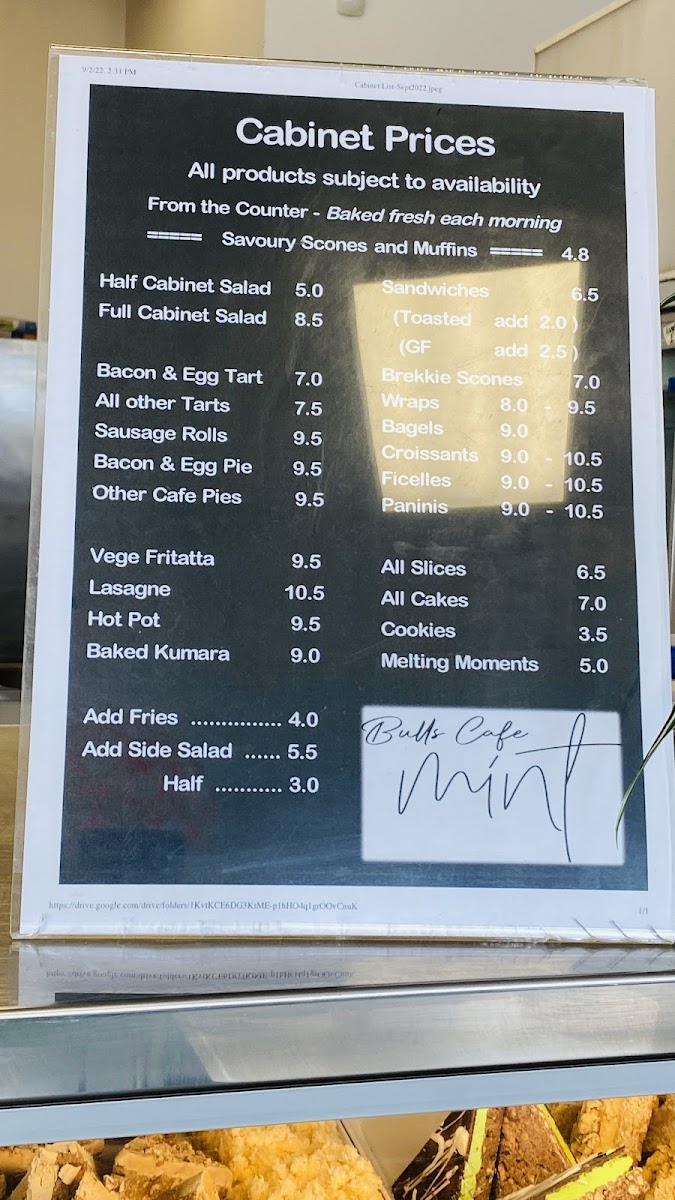 9/2/22, 2:31 PM
Cabinet List-Sept2022.jpeg
Cabinet Prices
All products subject to availability
From the Counter - Baked fresh each morning
===== Savoury Scones and Muffins ===== 4.8
Half Cabinet Salad 5.0
Full Cabinet Salad 8.5
Bacon & Egg Tart 7.0
All other Tarts 7.5
Sausage Rolls 9.5
Bacon & Egg Pie 9.5
Other Cafe Pies 9.5
Vege Fritatta 9.5
Lasagne 10.5
Hot Pot 9.5
Baked Kumara 9.0
Add Fries ............... 4.0
Add Side Salad ...... 5.5
Half ........... 3.0
Sandwiches 6.5
(Toasted add 2.0 )
(GF add 2.5 )
Brekkie Scones 7.0
Wraps 8.0 - 9.5
Bagels 9.0
Croissants 9.0 - 10.5
Ficelles 9.0 - 10.5
Paninis 9.0 - 10.5
All Slices 6.5
All Cakes 7.0
Cookies 3.5
Melting Moments 5.0
Bulls Cafe
mint
1/1